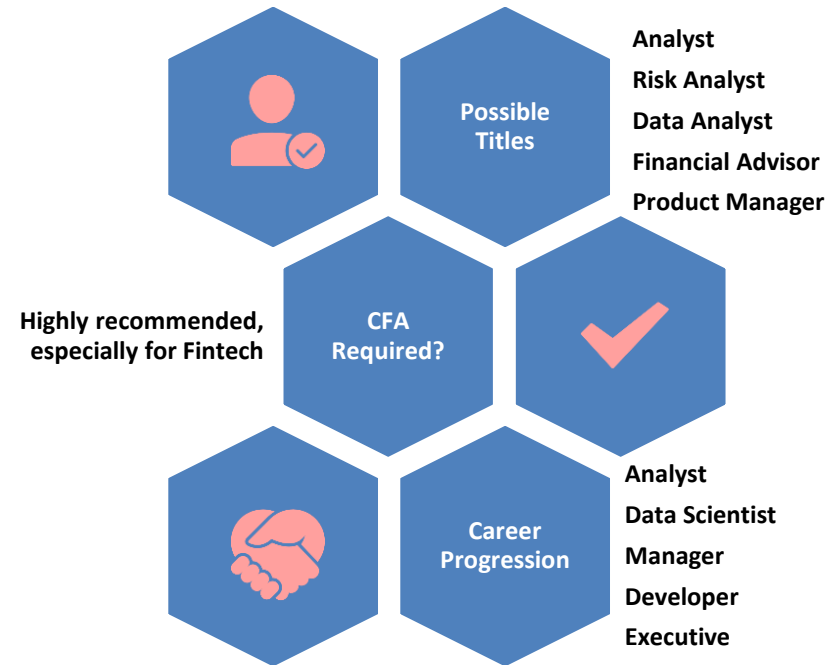 Possible
Titles
Analyst
Risk Analyst
Data Analyst
Financial Advisor
Product Manager
Highly recommended,
especially for Fintech
CFA
Required?
Career
Progression
Analyst
Data Scientist
Manager
Developer
Executive